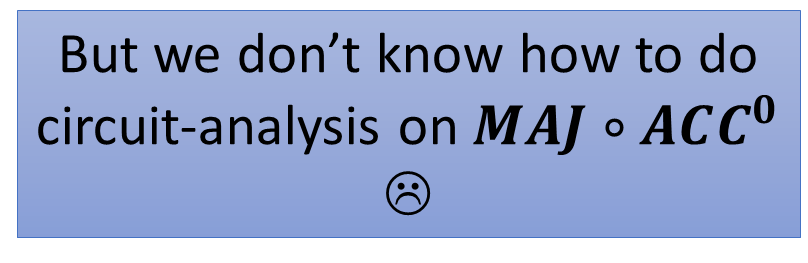 But we don’t know how to do
circuit-analysis on 𝑴𝑨𝑱 ∘ 𝑨𝑪𝑪⁰
☹